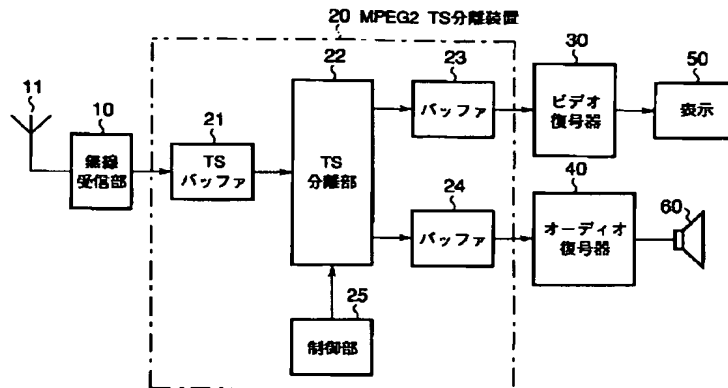 20 MPEG2 TS分離装置
11
10
無線
受信部
21
TS
バッファ
22
TS
分離部
23
バッファ
24
バッファ
25
制御部
30
ビデオ
復号器
40
オーディオ
復号器
50
表示
60